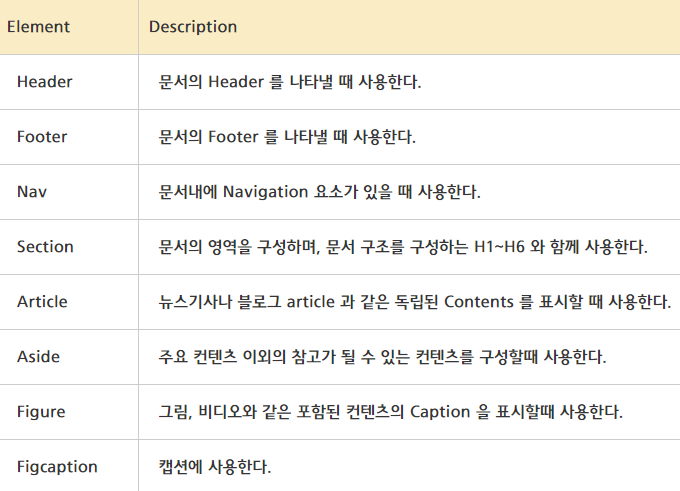 Element Description
Header 문서의 Header 를 나타낼 때 사용한다.
Footer 문서의 Footer 를 나타낼 때 사용한다.
Nav 문서내에 Navigation 요소가 있을 때 사용한다.
Section 문서의 영역을 구성하며, 문서 구조를 구성하는 H1~H6 와 함께 사용한다.
Article 뉴스기사나 블로그 article 과 같은 독립된 Contents 를 표시할 때 사용한다.
Aside 주요 컨텐츠 이외의 참고가 될 수 있는 컨텐츠를 구성할때 사용한다.
Figure 그림, 비디오와 같은 포함된 컨텐츠의 Caption 을 표시할때 사용한다.
Figcaption 캡션에 사용한다.